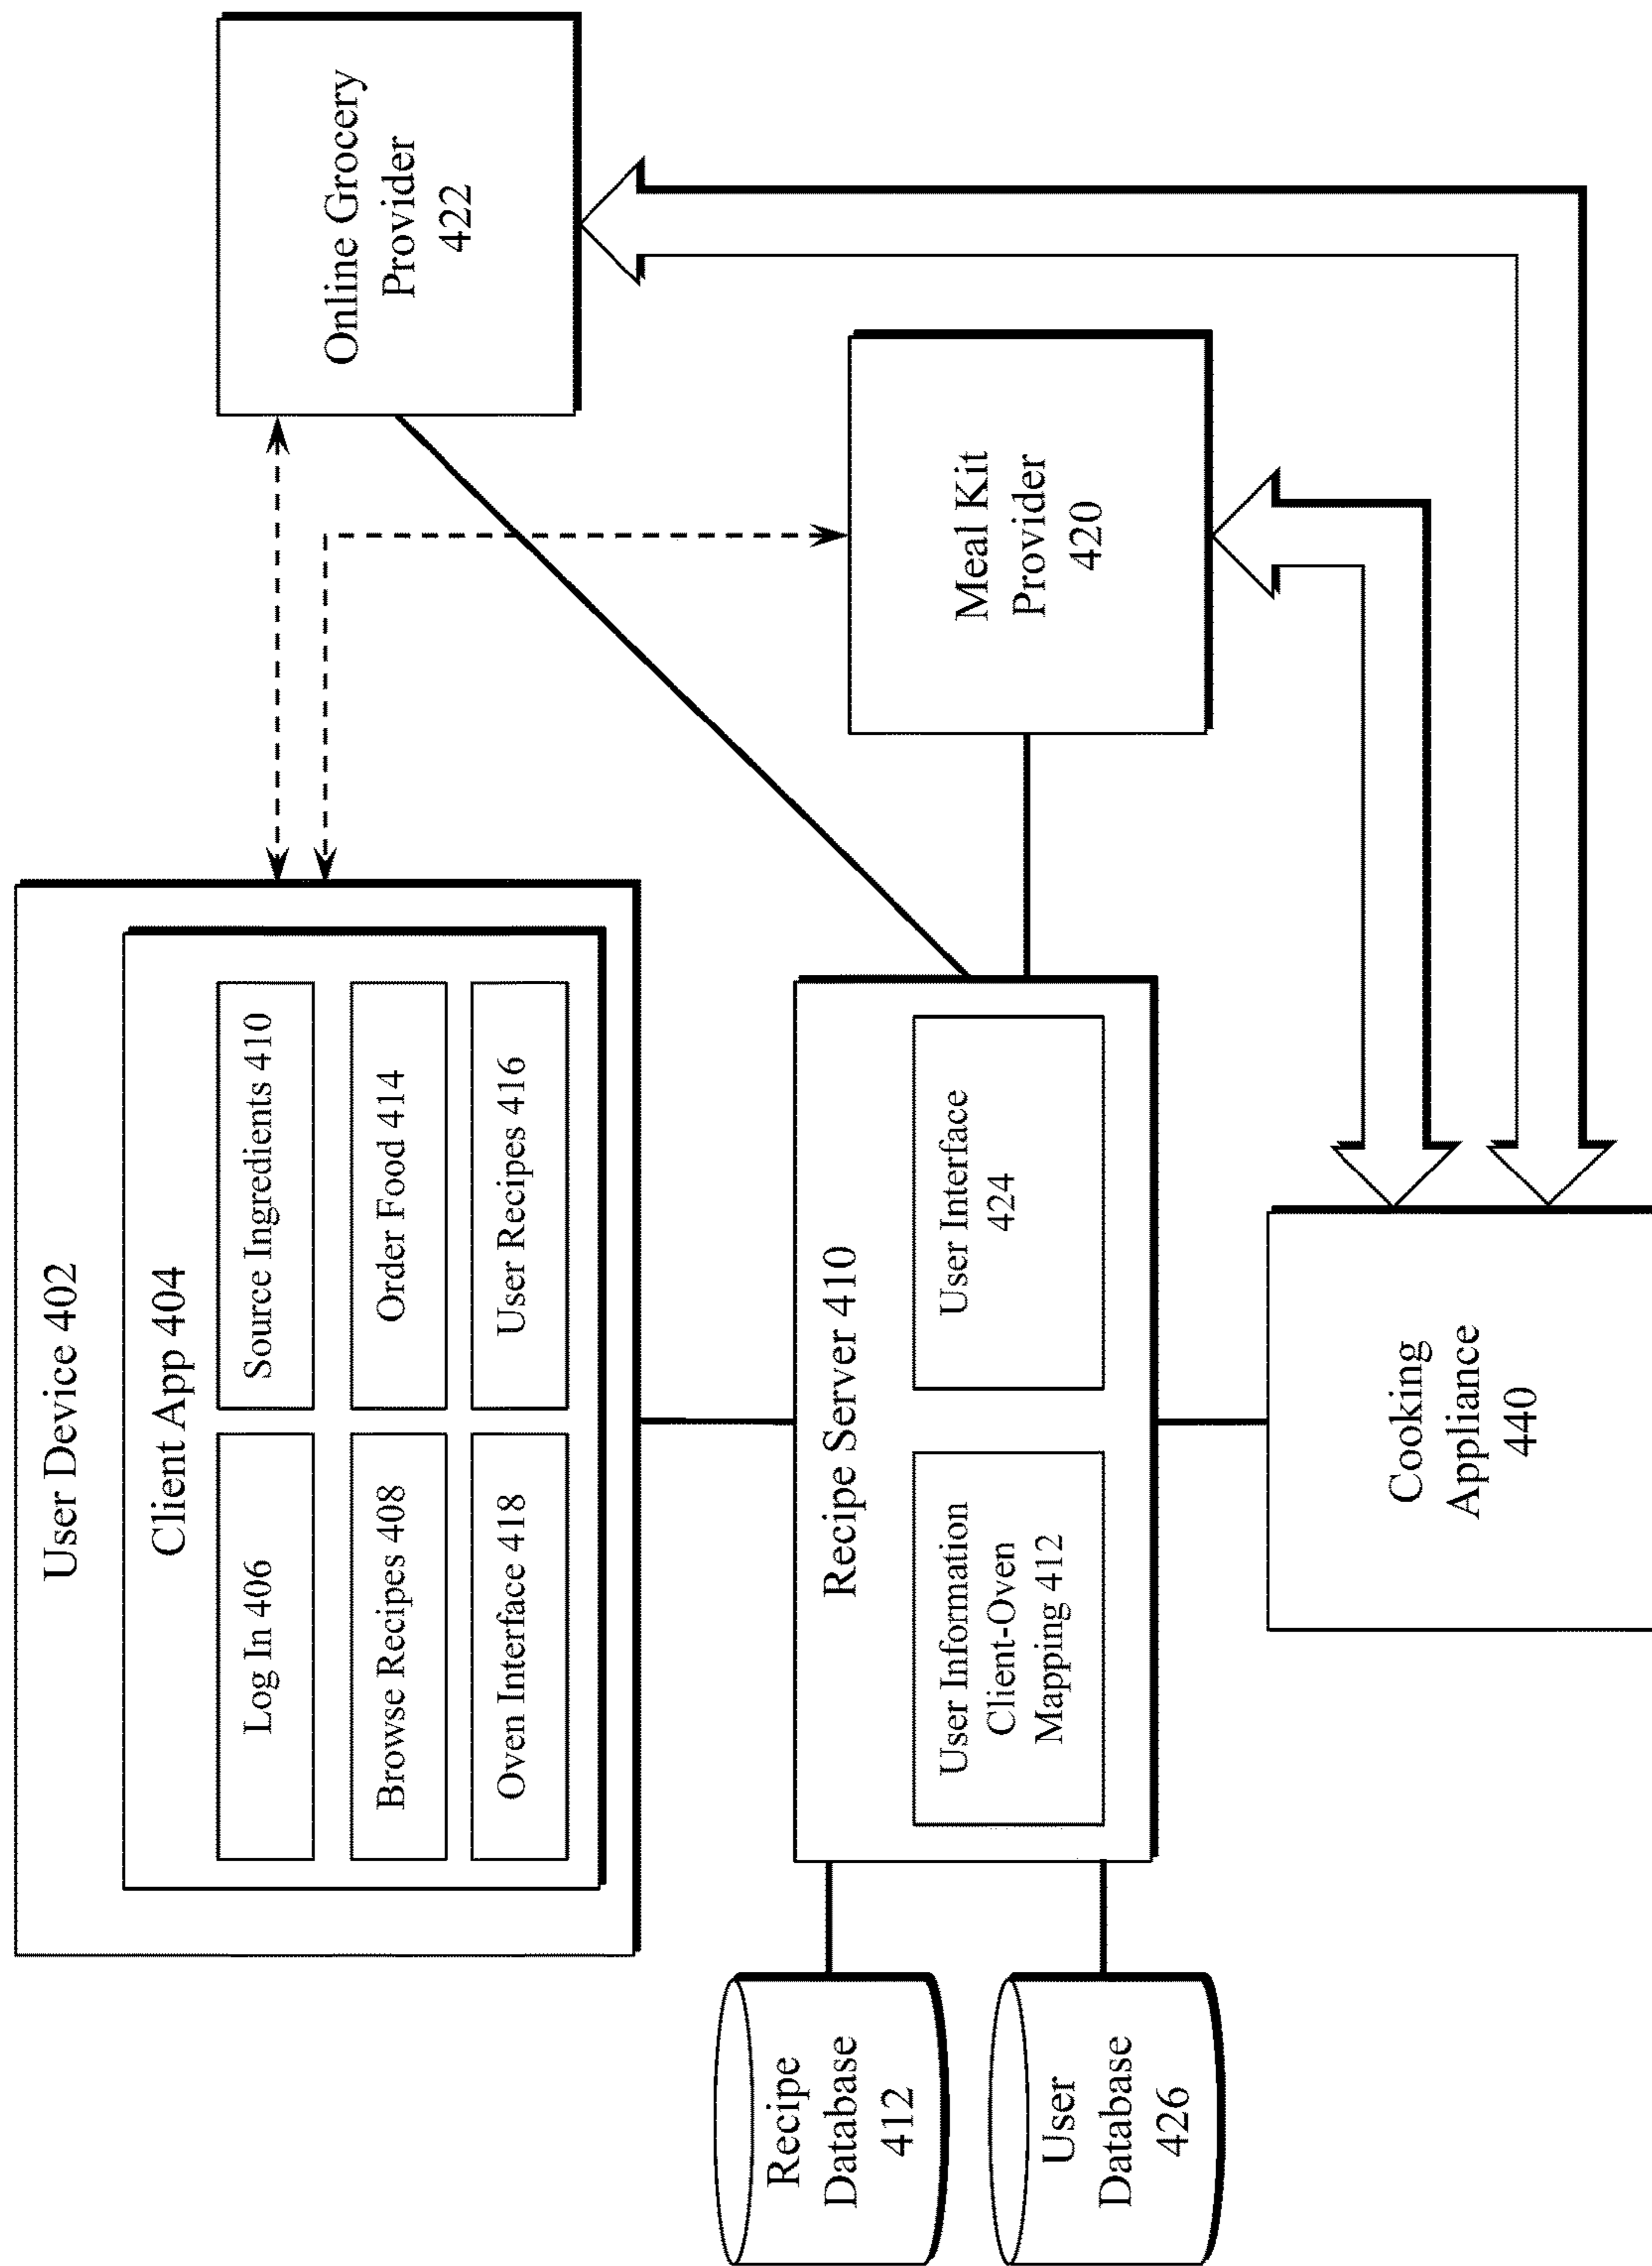 User Device 402
Client App 404
Log In 406
Source Ingredients 410
Browse Recipes 408
Order Food 414
Oven Interface 418
User Recipes 416
Online Grocery
Provider
422
Recipe
Database
412
User
Database
426
Recipe Server 410
User Information
Client-Oven
Mapping 412
User Interface
424
Meal Kit
Provider
420
Cooking
Appliance
440